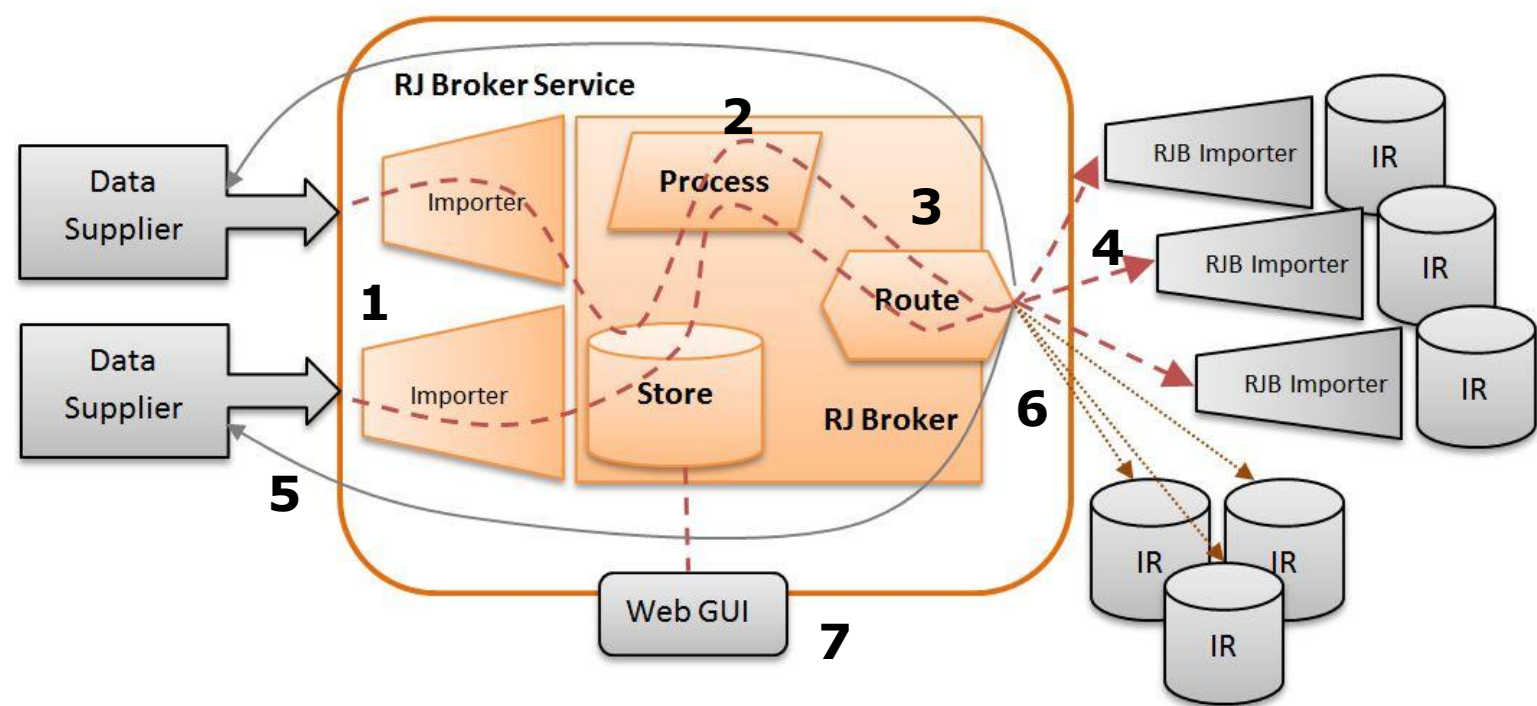 RJ Broker Service
2
Data
Supplier
Importer
Process
3
RJB Importer
IR
4
RJB Importer
IR
1
Route
Data
Supplier
Importer
Store
RJ Broker
6
RJB Importer
IR
5
IR
IR
IR
Web GUI
7